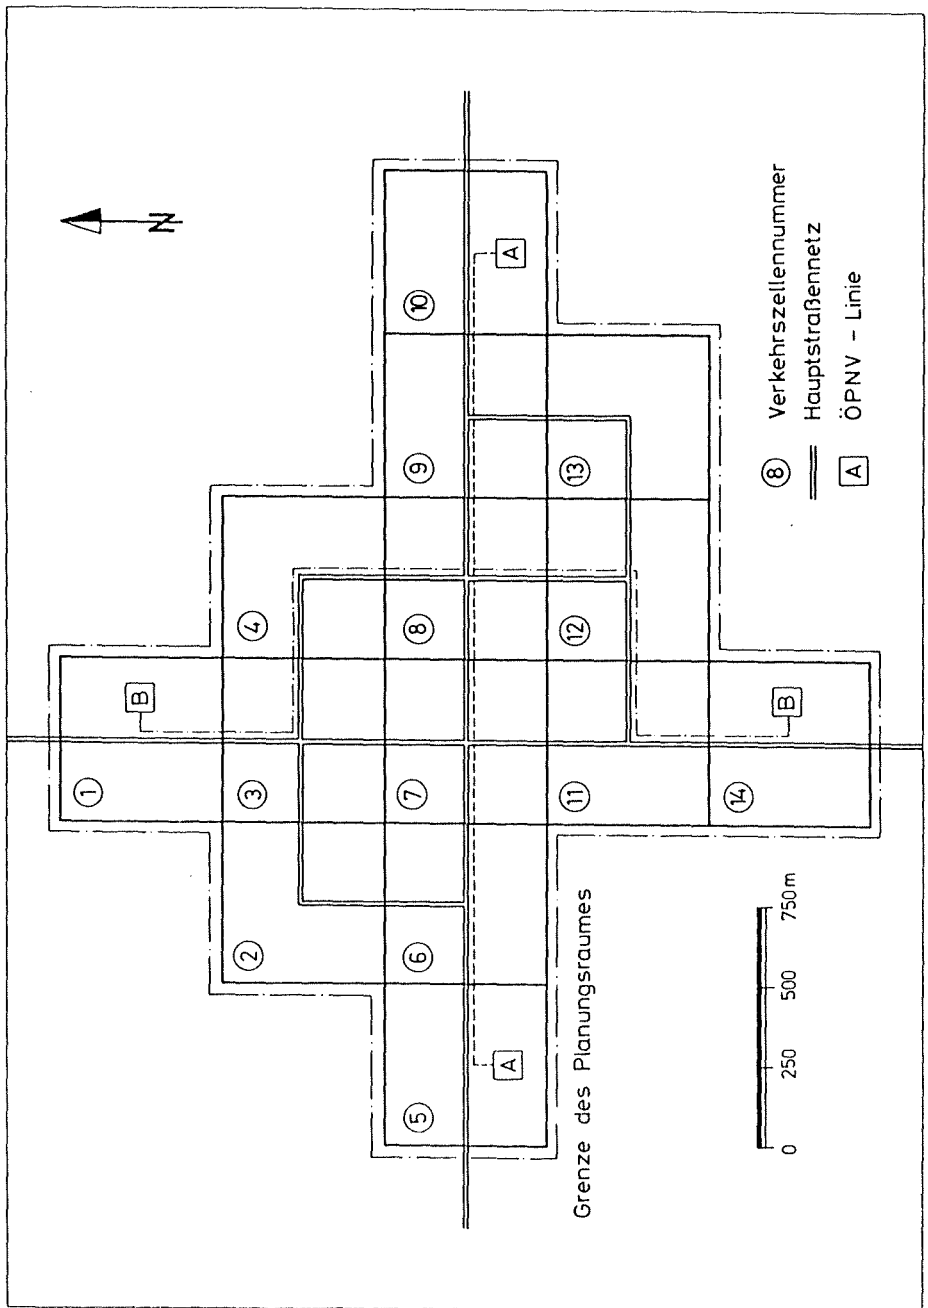 1
B
N
2 3 4
5 6 7 8 9 10
A A
11 12 13
Grenze des Planungsraumes
14
B
0 250 500 750m
8 Verkehrszellennummer
Hauptstraßennetz
A ÖPNV - Linie